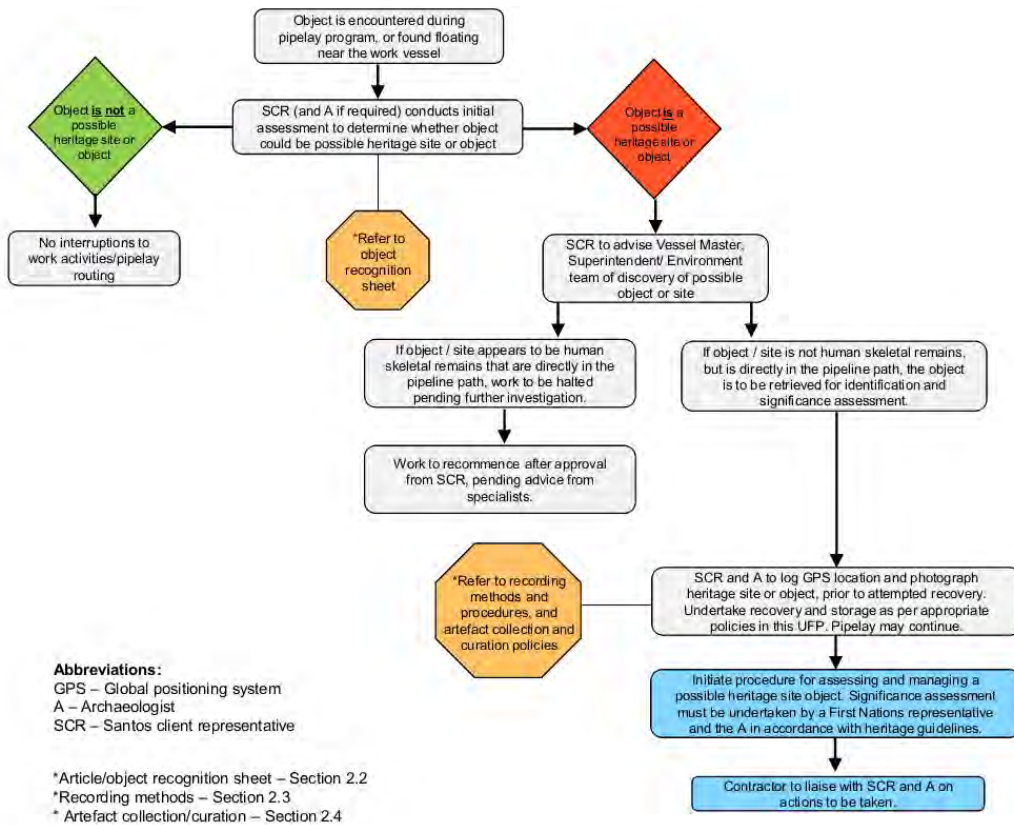 Object is encountered during
pipelay program, or found floating
near the work vessel
Object is not a
possible
heritage site or
object
SCR (and A if required) conducts initial
assessment to determine whether object
could be possible heritage site or object
Object is a
possible
heritage site or
object
No interruptions to
work activities/pipelay
routing
*Refer to
object
recognition
sheet
SCR to advise Vessel Master,
Superintendent/ Environment
team of discovery of possible
object or site
If object / site appears to be human
skeletal remains that are directly in the
pipeline path, work to be halted
pending further investigation.
If object / site is not human skeletal remains,
but is directly in the pipeline path, the object
is to be retrieved for identification and
significance assessment.
Work to recommence after approval
from SCR, pending advice from
specialists.
*Refer to recording
methods and
procedures, and
artefact collection and
curation policies
SCR and A to log GPS location and photograph
heritage site or object, prior to attempted recovery.
Undertake recovery and storage as per appropriate
policies in this UFP. Pipelay may continue.
Initiate procedure for assessing and managing a
possible heritage site object. Significance assessment
must be undertaken by a First Nations representative
and the A in accordance with heritage guidelines.
Contractor to liaise with SCR and A on
actions to be taken.
Abbreviations:
GPS – Global positioning system
A – Archaeologist
SCR – Santos client representative
*Article/object recognition sheet – Section 2.2
*Recording methods – Section 2.3
* Artefact collection/curation – Section 2.4